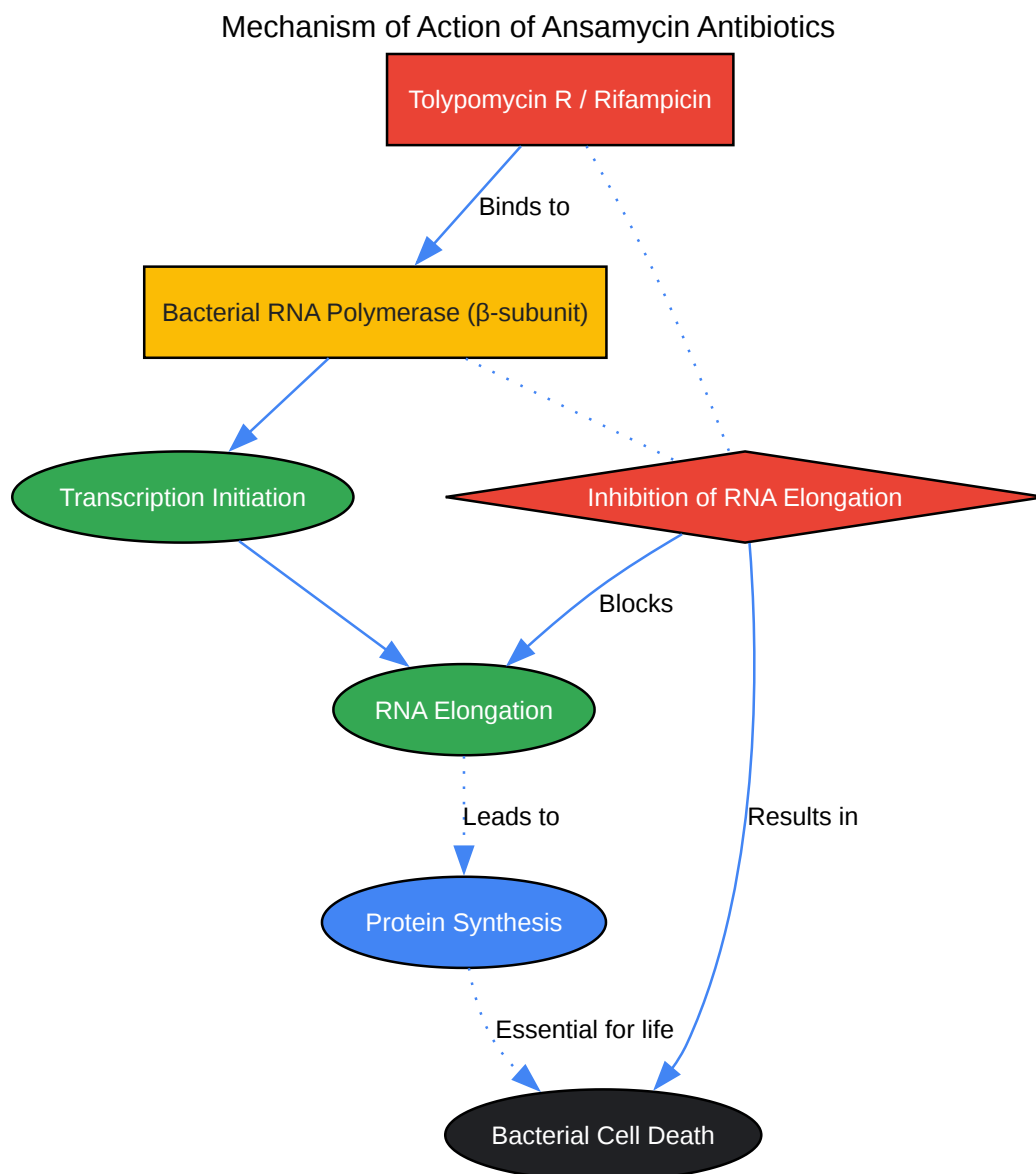 Mechanism of Action of Ansamycin Antibiotics
Tolypomycin R / Rifampicin
Binds to
Bacterial RNA Polymerase (β-subunit)
Transcription Initiation
Inhibition of RNA Elongation
Blocks
RNA Elongation
Leads to
Results in
Protein Synthesis
Essential for life
Bacterial Cell Death